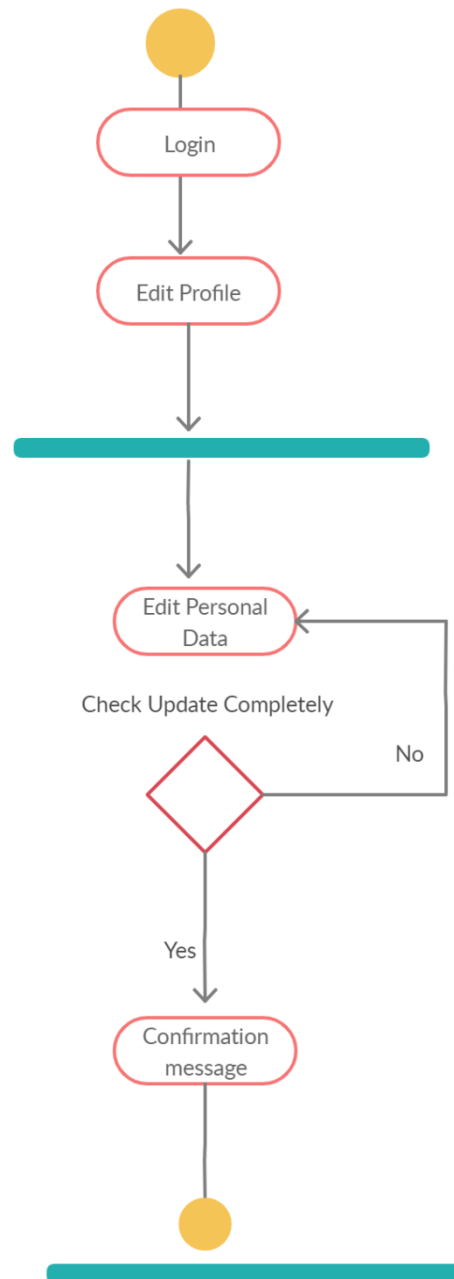 Login
Edit Profile
Edit Personal
Data
Check Update Completely
No
Yes
Confirmation
message